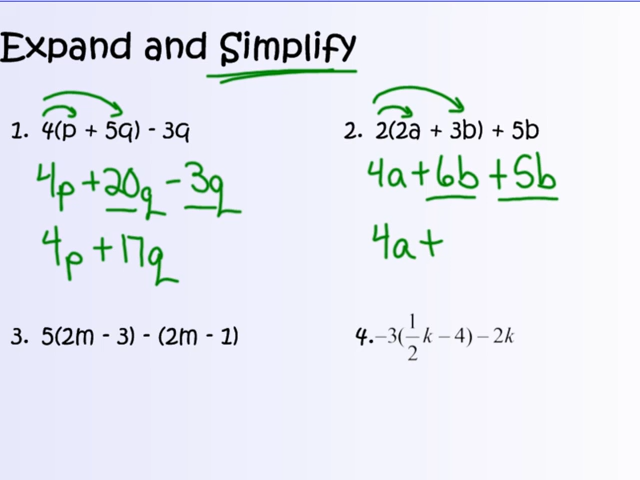 Expand and Simplify
1. 4(p + 5q) - 3q
4p + 20q - 3q
4p + 17q
2. 2(2a + 3b) + 5b
4a + 6b + 5b
4a +
3. 5(2m - 3) - (2m - 1)
4. -3(1/2 k - 4) - 2k